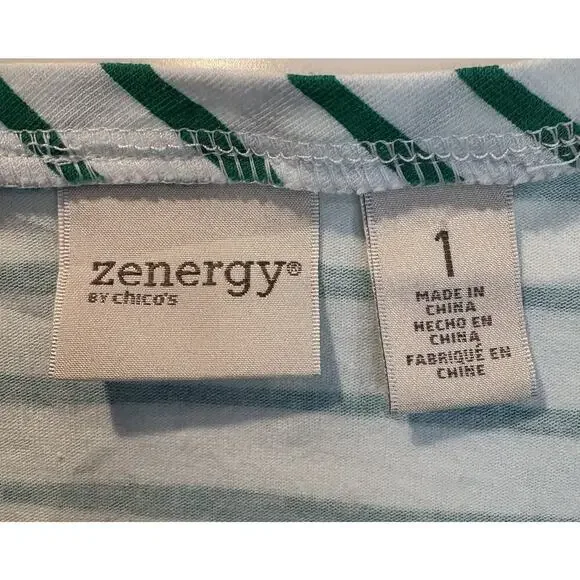 zenergy®
BY chico's
1
MADE IN
CHINA
HECHO EN
CHINA
FABRIQUÉ EN
CHINE